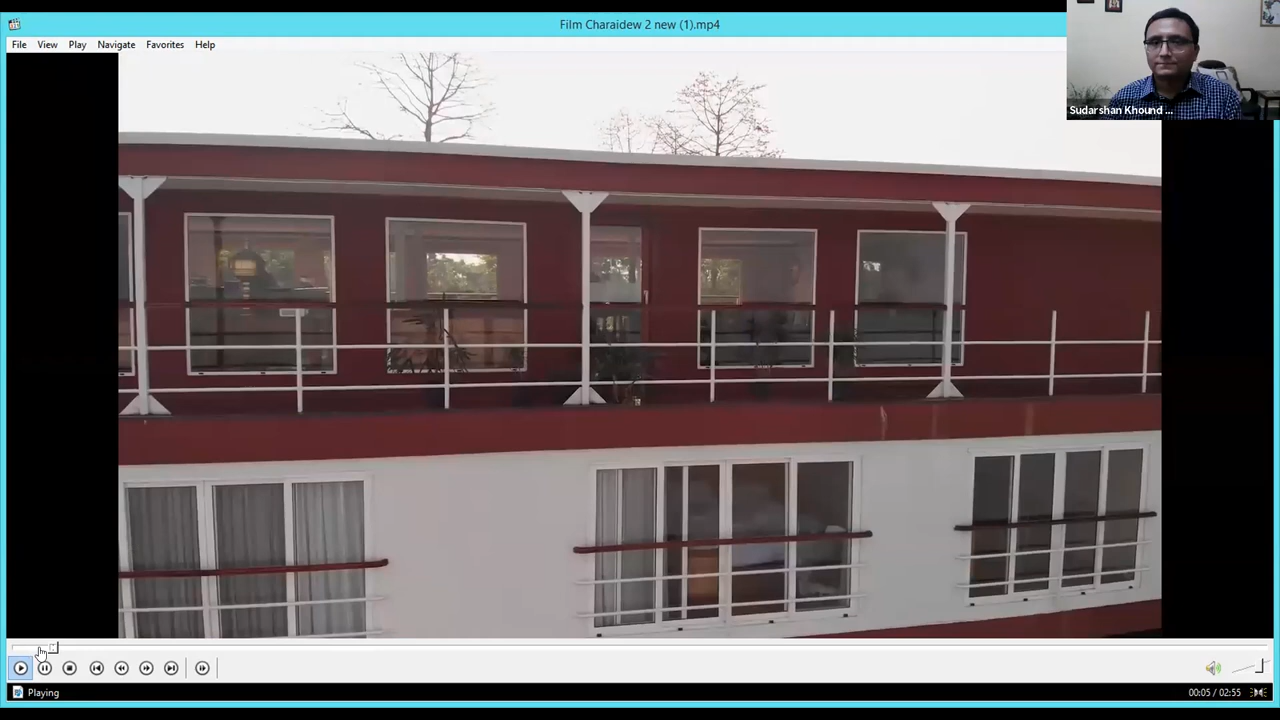 Film Charaidew 2 new (1).mp4
File View Play Navigate Favorites Help
Sudarshan Khound ...
Playing
00:05 / 02:55